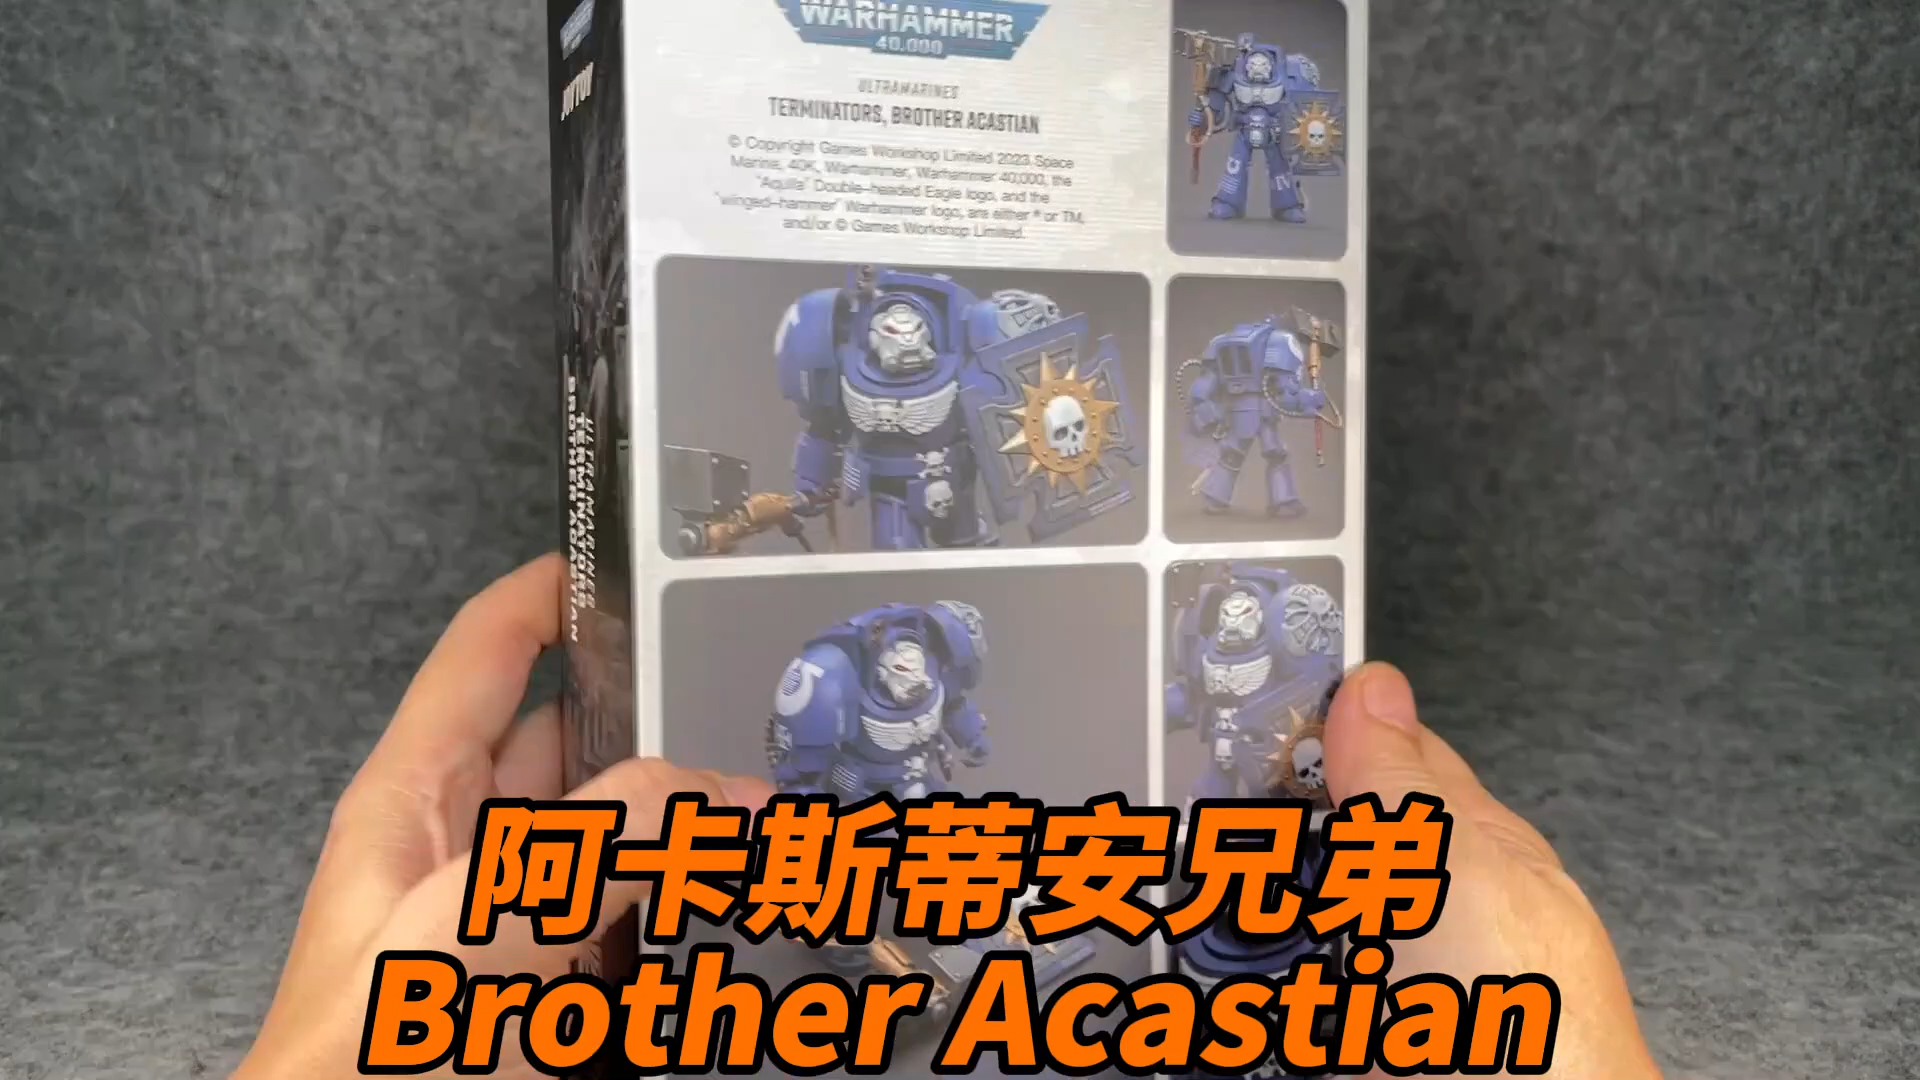 WARHAMMER
40,000
ULTRAMARINES
TERMINATORS, BROTHER ACASTIAN
© Copyright Games Workshop Limited 2023. Space
Marine, 40K, Warhammer, Warhammer 40,000, the
"Aquila" Double-headed Eagle logo, and the
"winged-hammer" Warhammer logo, are either ® or TM,
and/or © Games Workshop Limited.
WARHAMMER
JOYTOY
ULTRAMARINES
TERMINATORS
BROTHER ACASTIAN
IV
阿卡斯蒂安兄弟
Brother Acastian